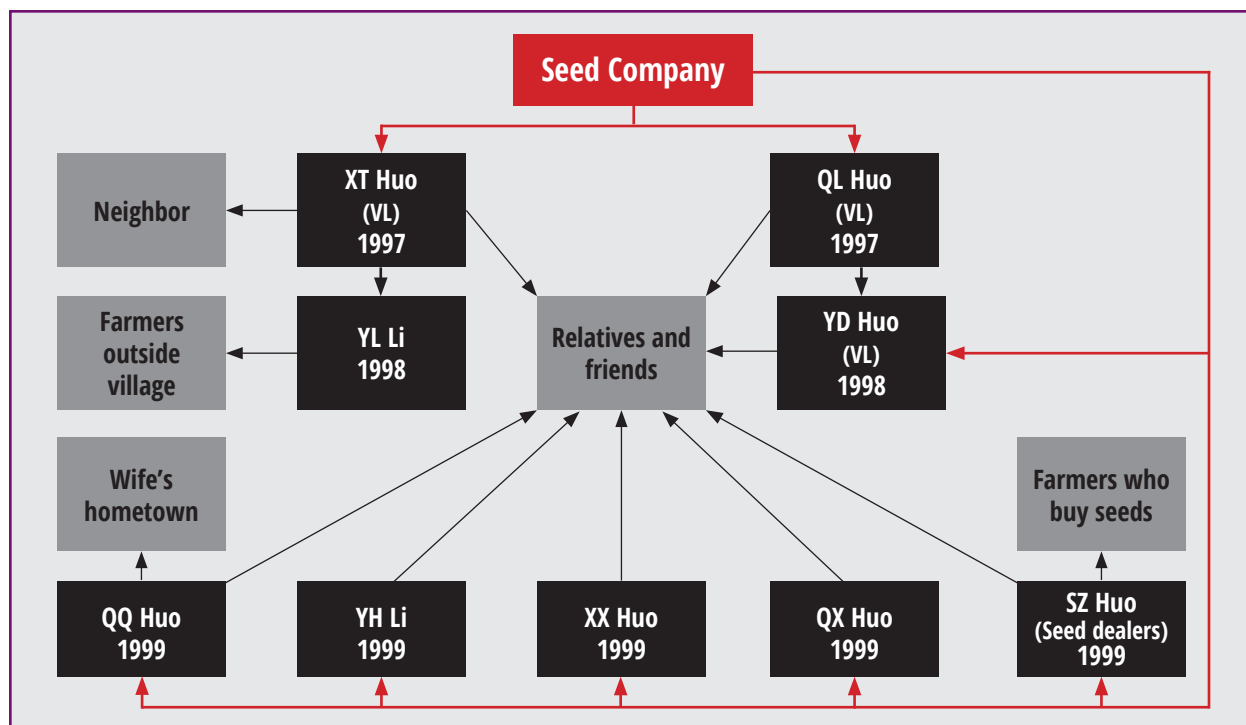 Seed Company
Neighbor
XT Huo
(VL)
1997
QL Huo
(VL)
1997
Farmers
outside
village
YL Li
1998
Relatives and
friends
YD Huo
(VL)
1998
Wife’s
hometown
Farmers who
buy seeds
QQ Huo
1999
YH Li
1999
XX Huo
1999
QX Huo
1999
SZ Huo
(Seed dealers)
1999